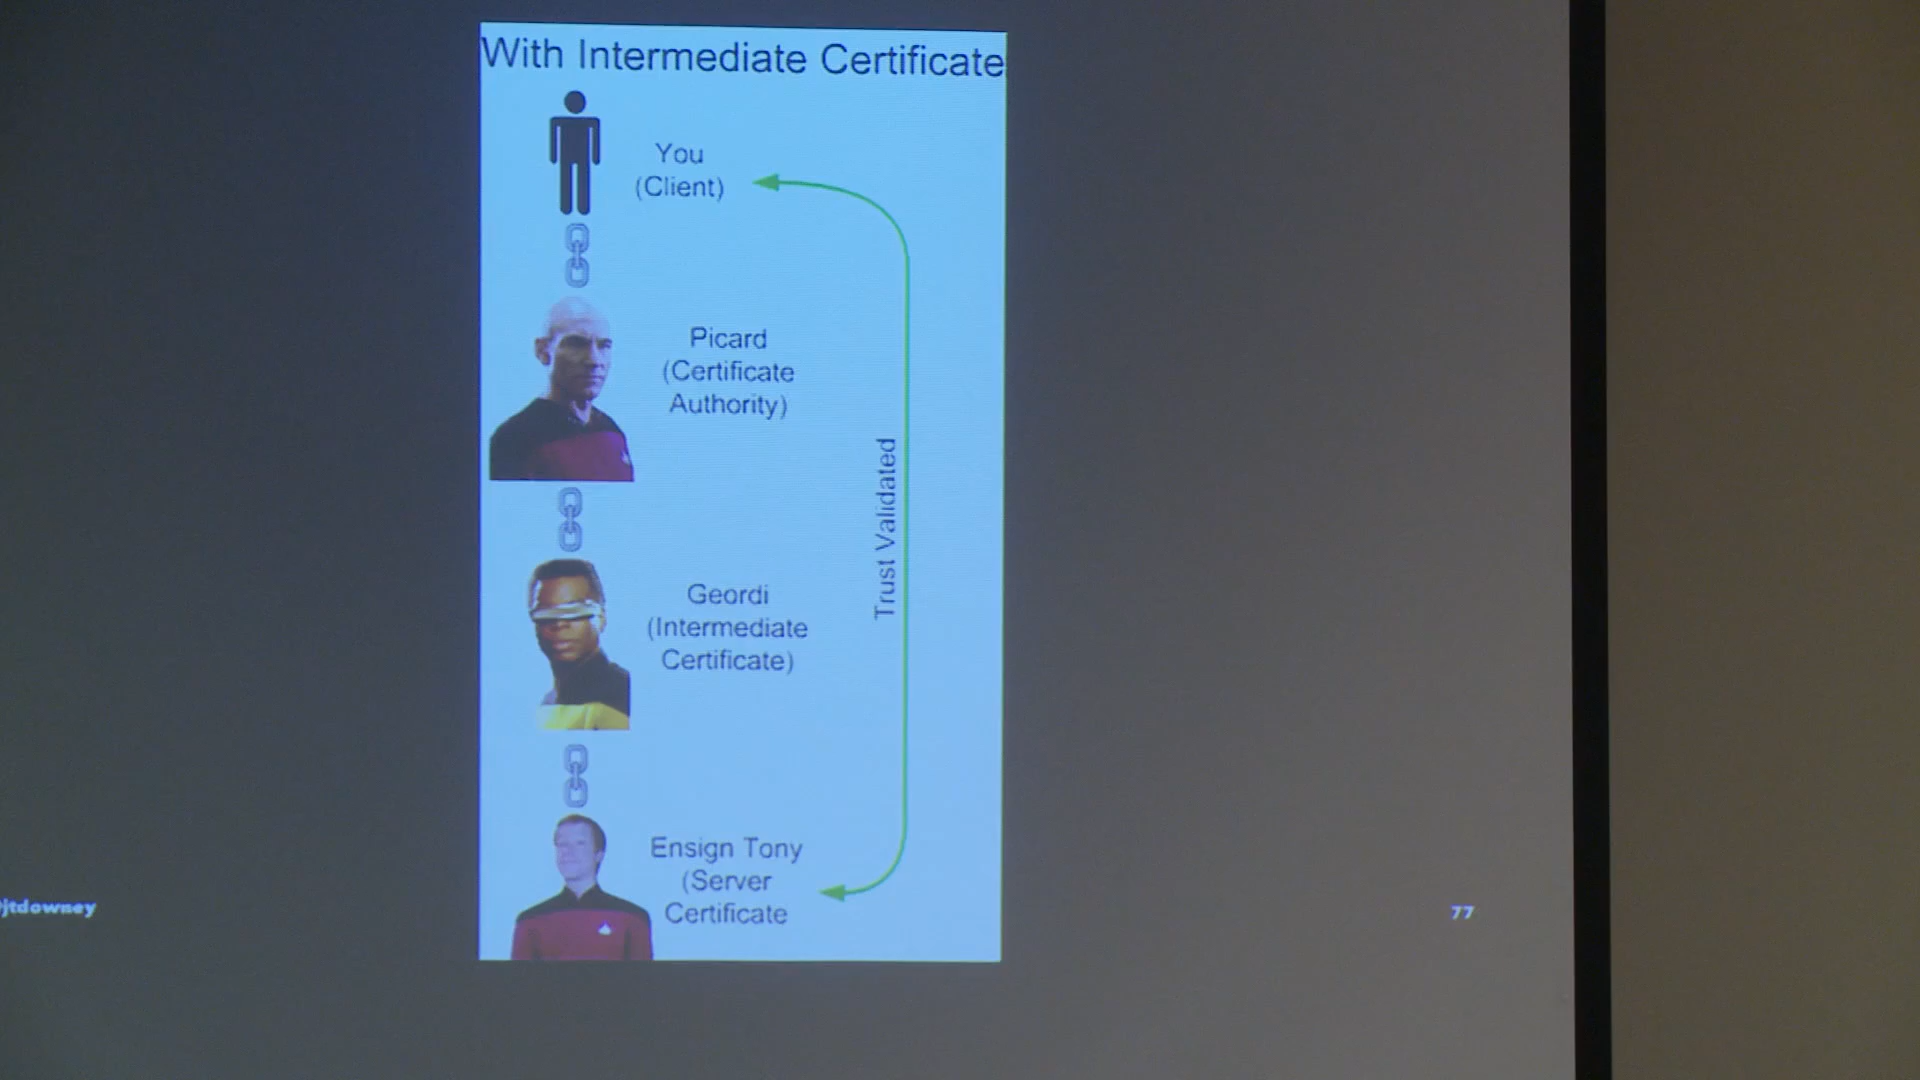 With Intermediate Certificate
You
(Client)
Picard
(Certificate
Authority)
Trust Validated
Geordi
(Intermediate
Certificate)
Ensign Tony
(Server
Certificate
jtdowney
77